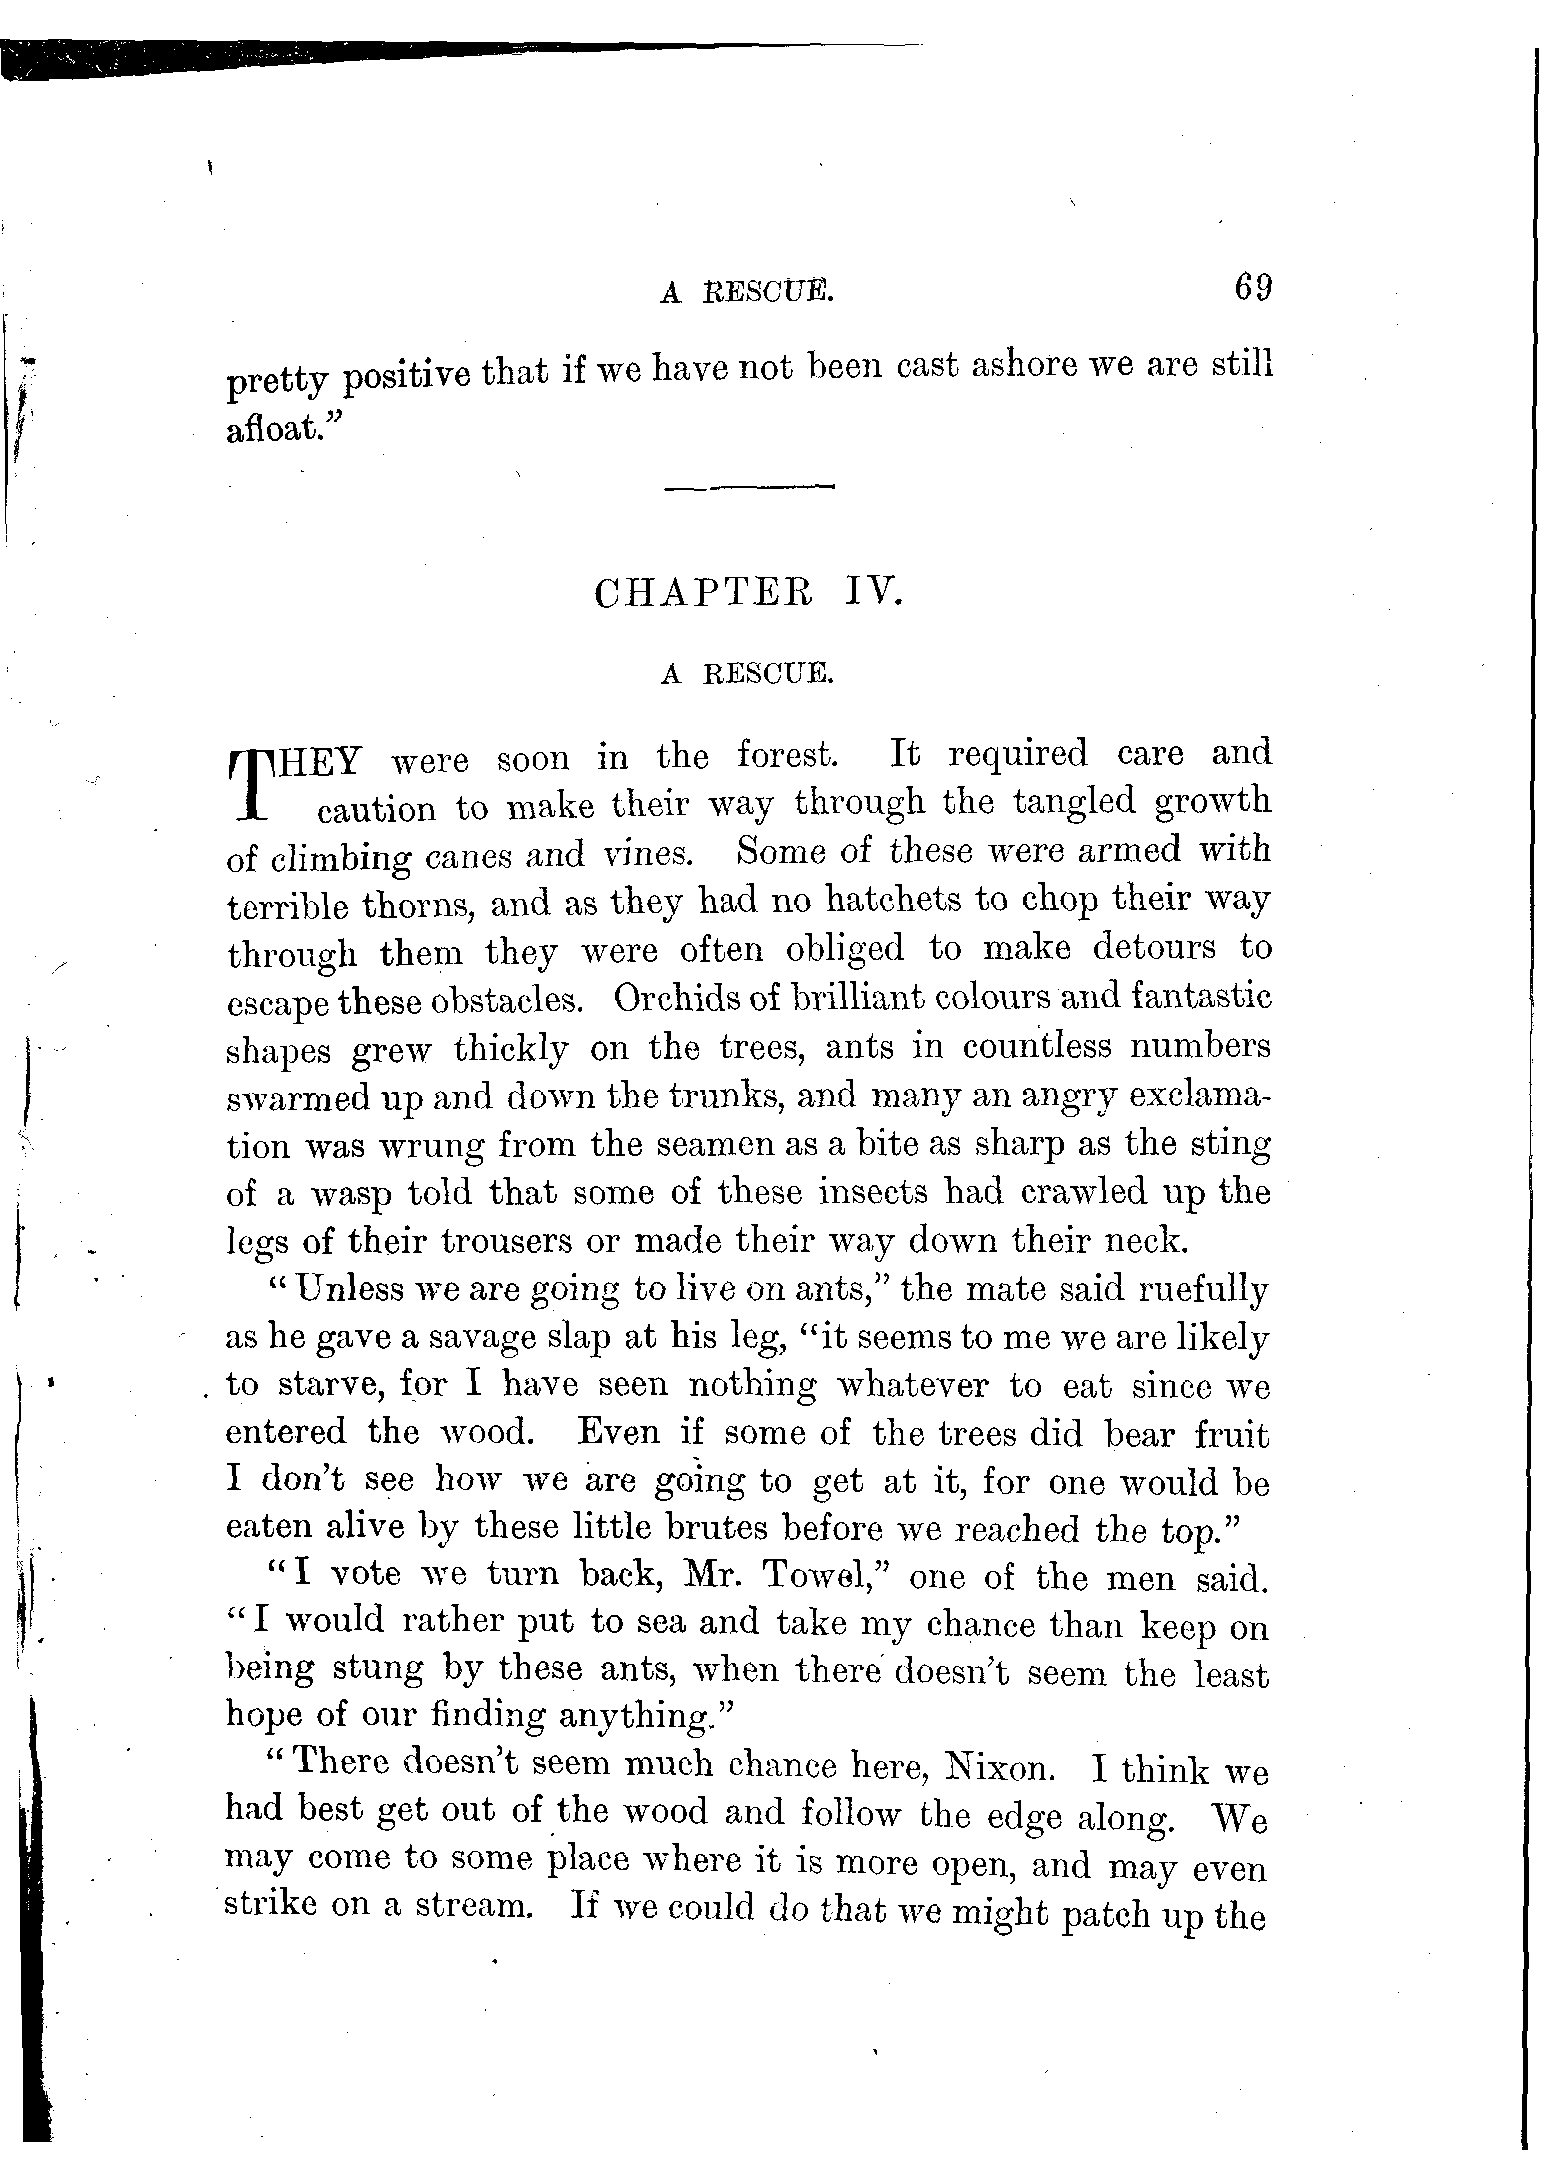 A RESCUE. 69
pretty positive that if we have not been cast ashore we are still
afloat.”
CHAPTER IV.
A RESCUE.
THEY were soon in the forest. It required care and
caution to make their way through the tangled growth
of climbing canes and vines. Some of these were armed with
terrible thorns, and as they had no hatchets to chop their way
through them they were often obliged to make detours to
escape these obstacles. Orchids of brilliant colours and fantastic
shapes grew thickly on the trees, ants in countless numbers
swarmed up and down the trunks, and many an angry exclama-
tion was wrung from the seamen as a bite as sharp as the sting
of a wasp told that some of these insects had crawled up the
legs of their trousers or made their way down their neck.
“Unless we are going to live on ants,” the mate said ruefully
as he gave a savage slap at his leg, “it seems to me we are likely
to starve, for I have seen nothing whatever to eat since we
entered the wood. Even if some of the trees did bear fruit
I don't see how we are going to get at it, for one would be
eaten alive by these little brutes before we reached the top.”
“I vote we turn back, Mr. Towel,” one of the men said.
“I would rather put to sea and take my chance than keep on
being stung by these ants, when there doesn't seem the least
hope of our finding anything.”
“There doesn't seem much chance here, Nixon. I think we
had best get out of the wood and follow the edge along. We
may come to some place where it is more open, and may even
strike on a stream. If we could do that we might patch up the